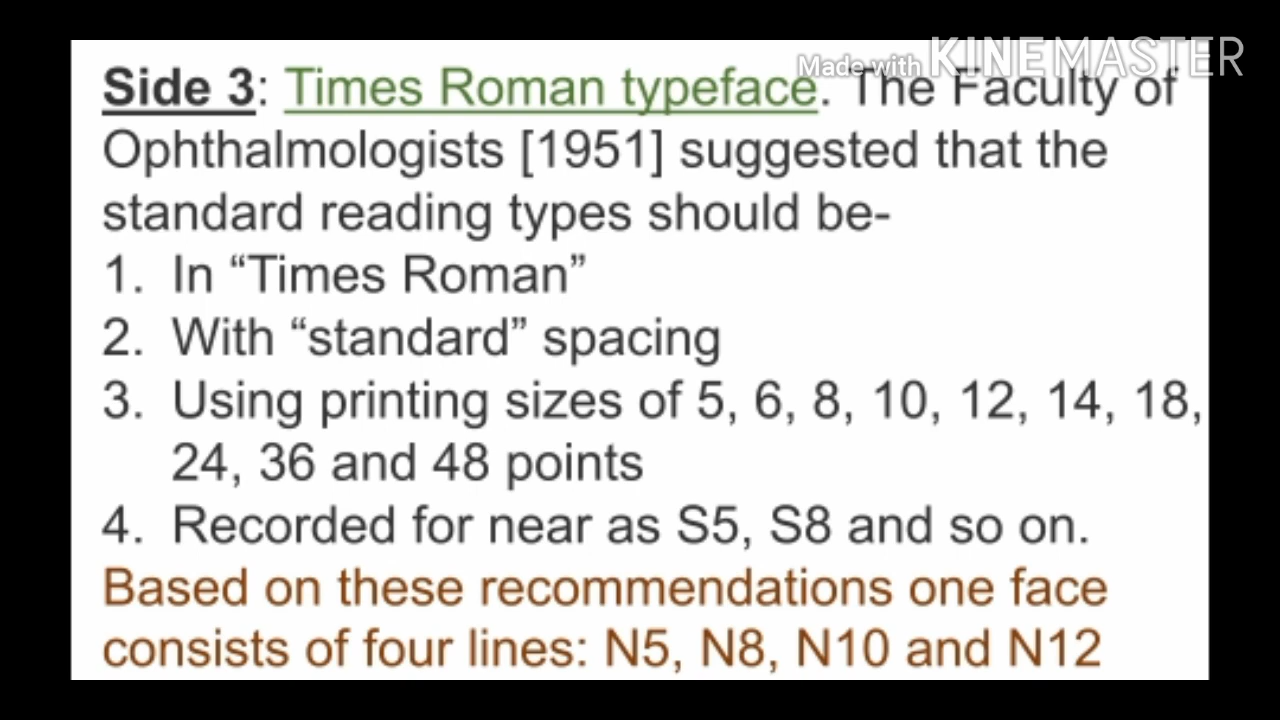 Made with KINEMASTER
Side 3: Times Roman typeface. The Faculty of
Ophthalmologists [1951] suggested that the
standard reading types should be-
1. In “Times Roman”
2. With “standard” spacing
3. Using printing sizes of 5, 6, 8, 10, 12, 14, 18,
24, 36 and 48 points
4. Recorded for near as S5, S8 and so on.
Based on these recommendations one face
consists of four lines: N5, N8, N10 and N12